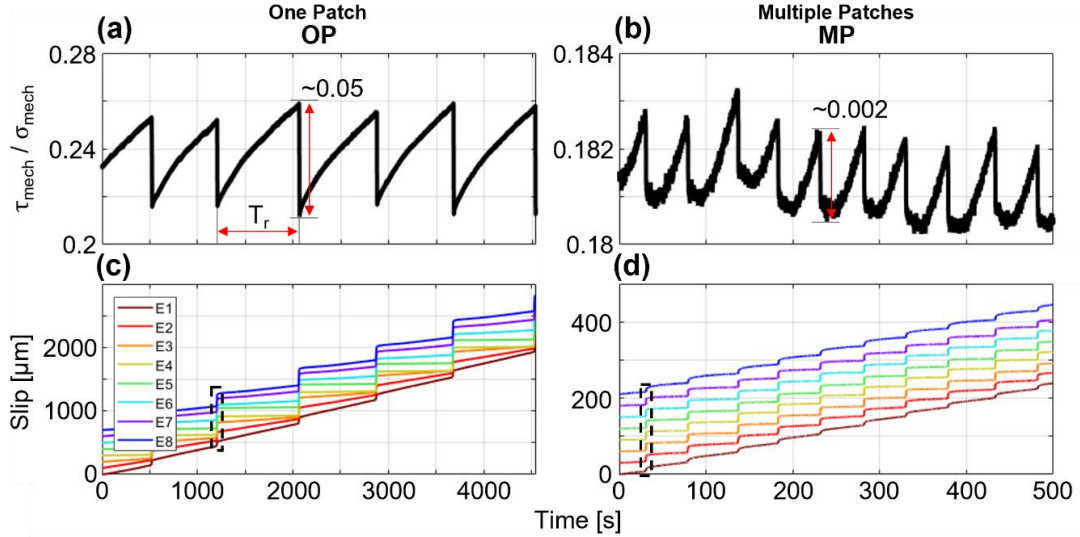 One Patch
(a)
OP
Multiple Patches
(b)
MP
0.28
0.24
0.2
τmech / σmech
~0.05
Tr
0.184
0.182
0.18
~0.002
(c)
2000
1000
0
Slip [µm]
E1
E2
E3
E4
E5
E6
E7
E8
0 1000 2000 3000 4000
(d)
400
200
0
0 100 200 300 400 500
Time [s]